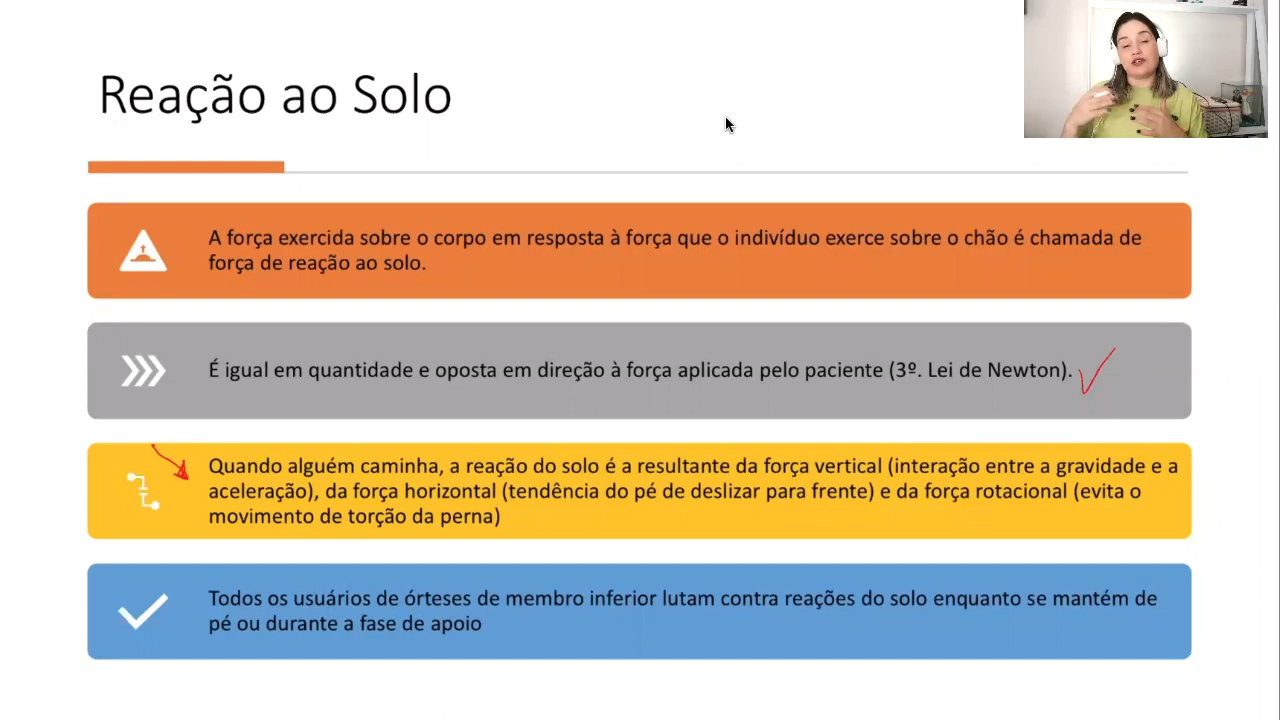 Reação ao Solo
A força exercida sobre o corpo em resposta à força que o indivíduo exerce sobre o chão é chamada de
força de reação ao solo.
É igual em quantidade e oposta em direção à força aplicada pelo paciente (3º. Lei de Newton).
Quando alguém caminha, a reação do solo é a resultante da força vertical (interação entre a gravidade e a
aceleração), da força horizontal (tendência do pé de deslizar para frente) e da força rotacional (evita o
movimento de torção da perna)
Todos os usuários de órteses de membro inferior lutam contra reações do solo enquanto se mantém de
pé ou durante a fase de apoio